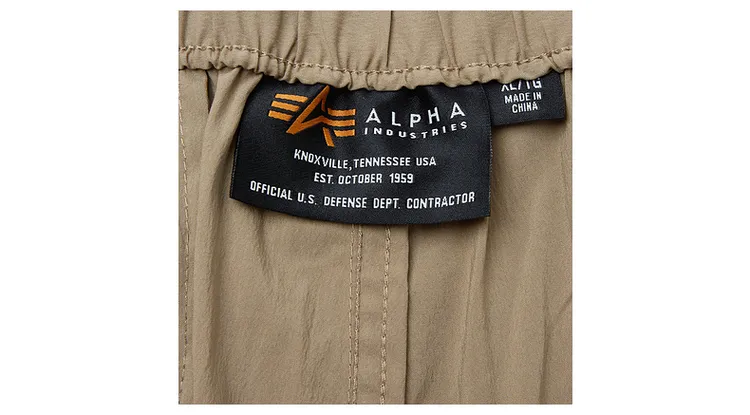 ALPHA
INDUSTRIES
KNOXVILLE, TENNESSEE USA
EST. OCTOBER 1959
OFFICIAL U.S. DEFENSE DEPT. CONTRACTOR
XL/TG
MADE IN
CHINA